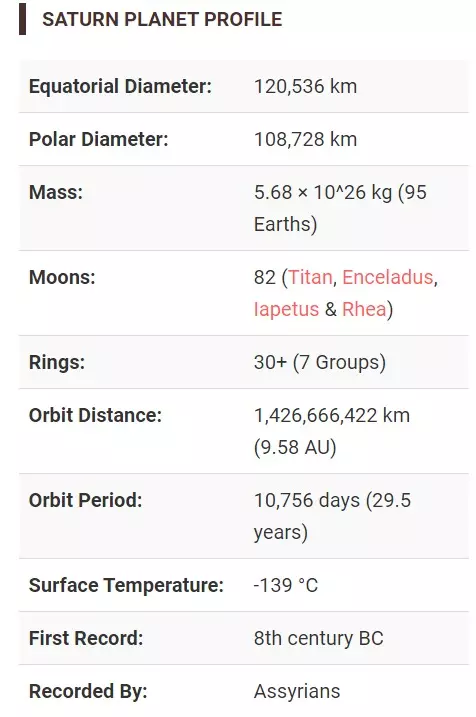 SATURN PLANET PROFILE
Equatorial Diameter: 120,536 km
Polar Diameter: 108,728 km
Mass: 5.68 × 10^26 kg (95
Earths)
Moons: 82 (Titan, Enceladus,
Iapetus & Rhea)
Rings: 30+ (7 Groups)
Orbit Distance: 1,426,666,422 km
(9.58 AU)
Orbit Period: 10,756 days (29.5
years)
Surface Temperature: -139 °C
First Record: 8th century BC
Recorded By: Assyrians